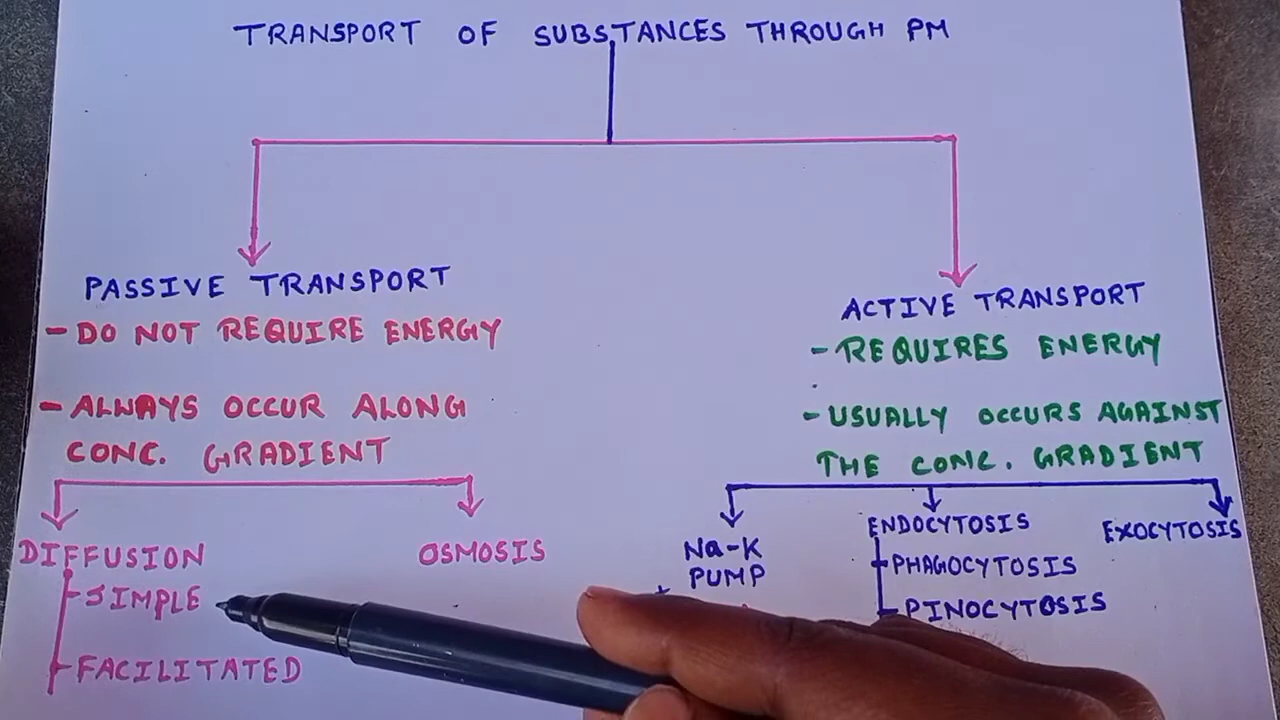 TRANSPORT OF SUBSTANCES THROUGH PM
PASSIVE TRANSPORT
- DO NOT REQUIRE ENERGY
- ALWAYS OCCUR ALONG
CONC. GRADIENT
DIFFUSION
- SIMPLE
- FACILITATED
OSMOSIS
ACTIVE TRANSPORT
- REQUIRES ENERGY
- USUALLY OCCURS AGAINST
THE CONC. GRADIENT
Na-K
PUMP
ENDOCYTOSIS
- PHAGOCYTOSIS
- PINOCYTOSIS
EXOCYTOSIS